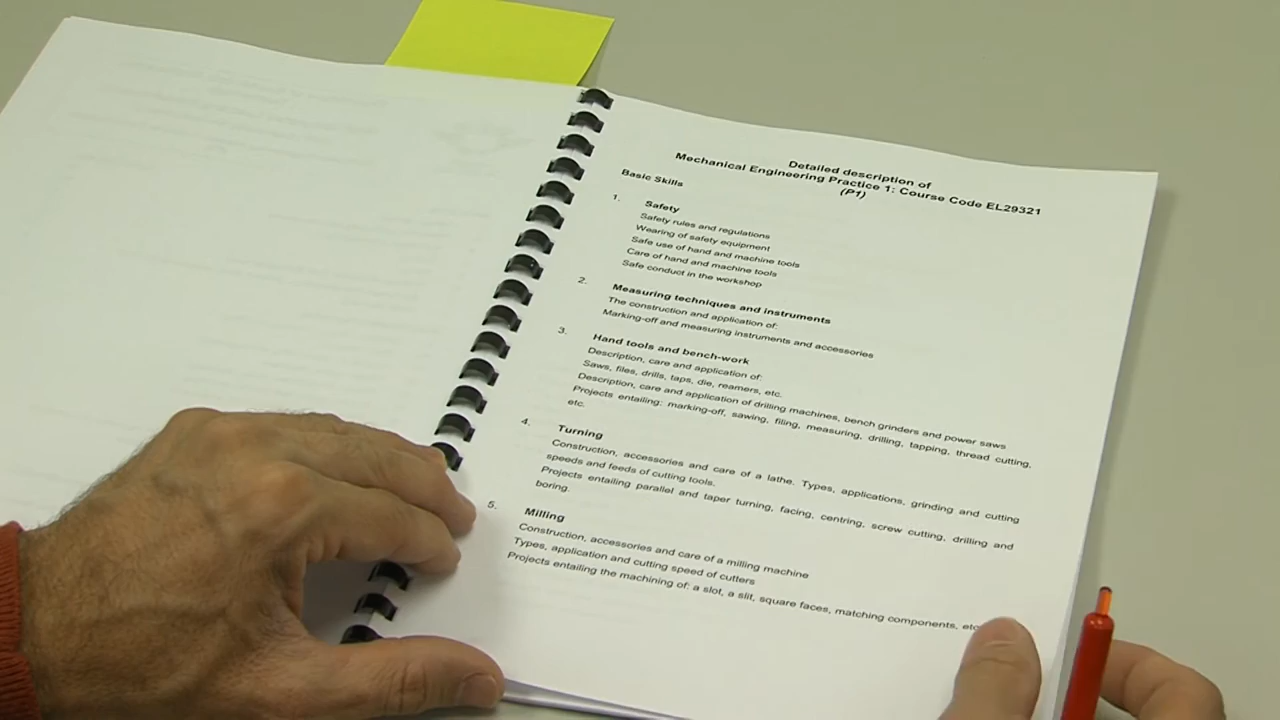 Detailed description of
Mechanical Engineering Practice 1: Course Code EL29321
(P1)
Basic Skills
1. Safety
Safety rules and regulations
Wearing of safety equipment
Safe use of hand and machine tools
Care of hand and machine tools
Safe conduct in the workshop
2. Measuring techniques and instruments
The construction and application of:
Marking-off and measuring instruments and accessories
3. Hand tools and bench-work
Description, care and application of:
Saws, files, drills, taps, die, reamers, etc.
Description, care and application of drilling machines, bench grinders and power saws
Projects entailing: marking-off, sawing, filing, measuring, drilling, tapping, thread cutting,
etc.
4. Turning
Construction, accessories and care of a lathe. Types, applications, grinding and cutting
speeds and feeds of cutting tools.
Projects entailing parallel and taper turning, facing, centring, screw cutting, drilling and
boring.
5. Milling
Construction, accessories and care of a milling machine
Types, application and cutting speed of cutters
Projects entailing the machining of: a slot, a slit, square faces, matching components, etc